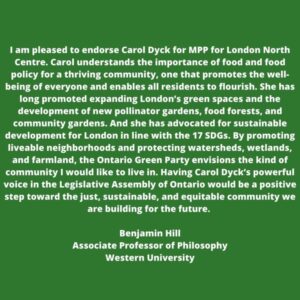 I am pleased to endorse Carol Dyck for MPP for London North
Centre. Carol understands the importance of food and food
policy for a thriving community, one that promotes the well-
being of everyone and enables all residents to flourish. She has
long promoted expanding London's green spaces and the
development of new pollinator gardens, food forests, and
community gardens. And she has advocated for sustainable
development for London in line with the 17 SDGs. By promoting
liveable neighborhoods and protecting watersheds, wetlands,
and farmland, the Ontario Green Party envisions the kind of
community I would like to live in. Having Carol Dyck's powerful
voice in the Legislative Assembly of Ontario would be a positive
step toward the just, sustainable, and equitable community we
are building for the future.
Benjamin Hill
Associate Professor of Philosophy
Western University